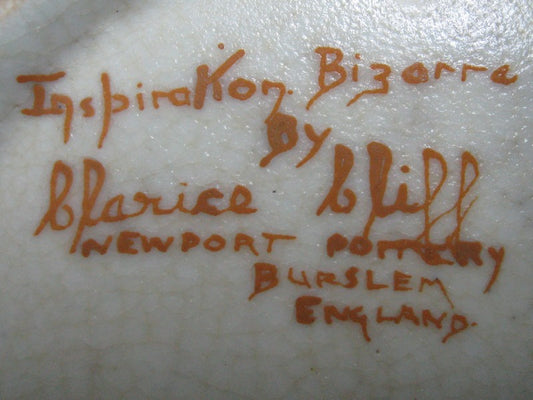 Inspiration. Bizarre
By
Clarice Cliff
NEWPORT POTTERY
BURSLEM
ENGLAND.